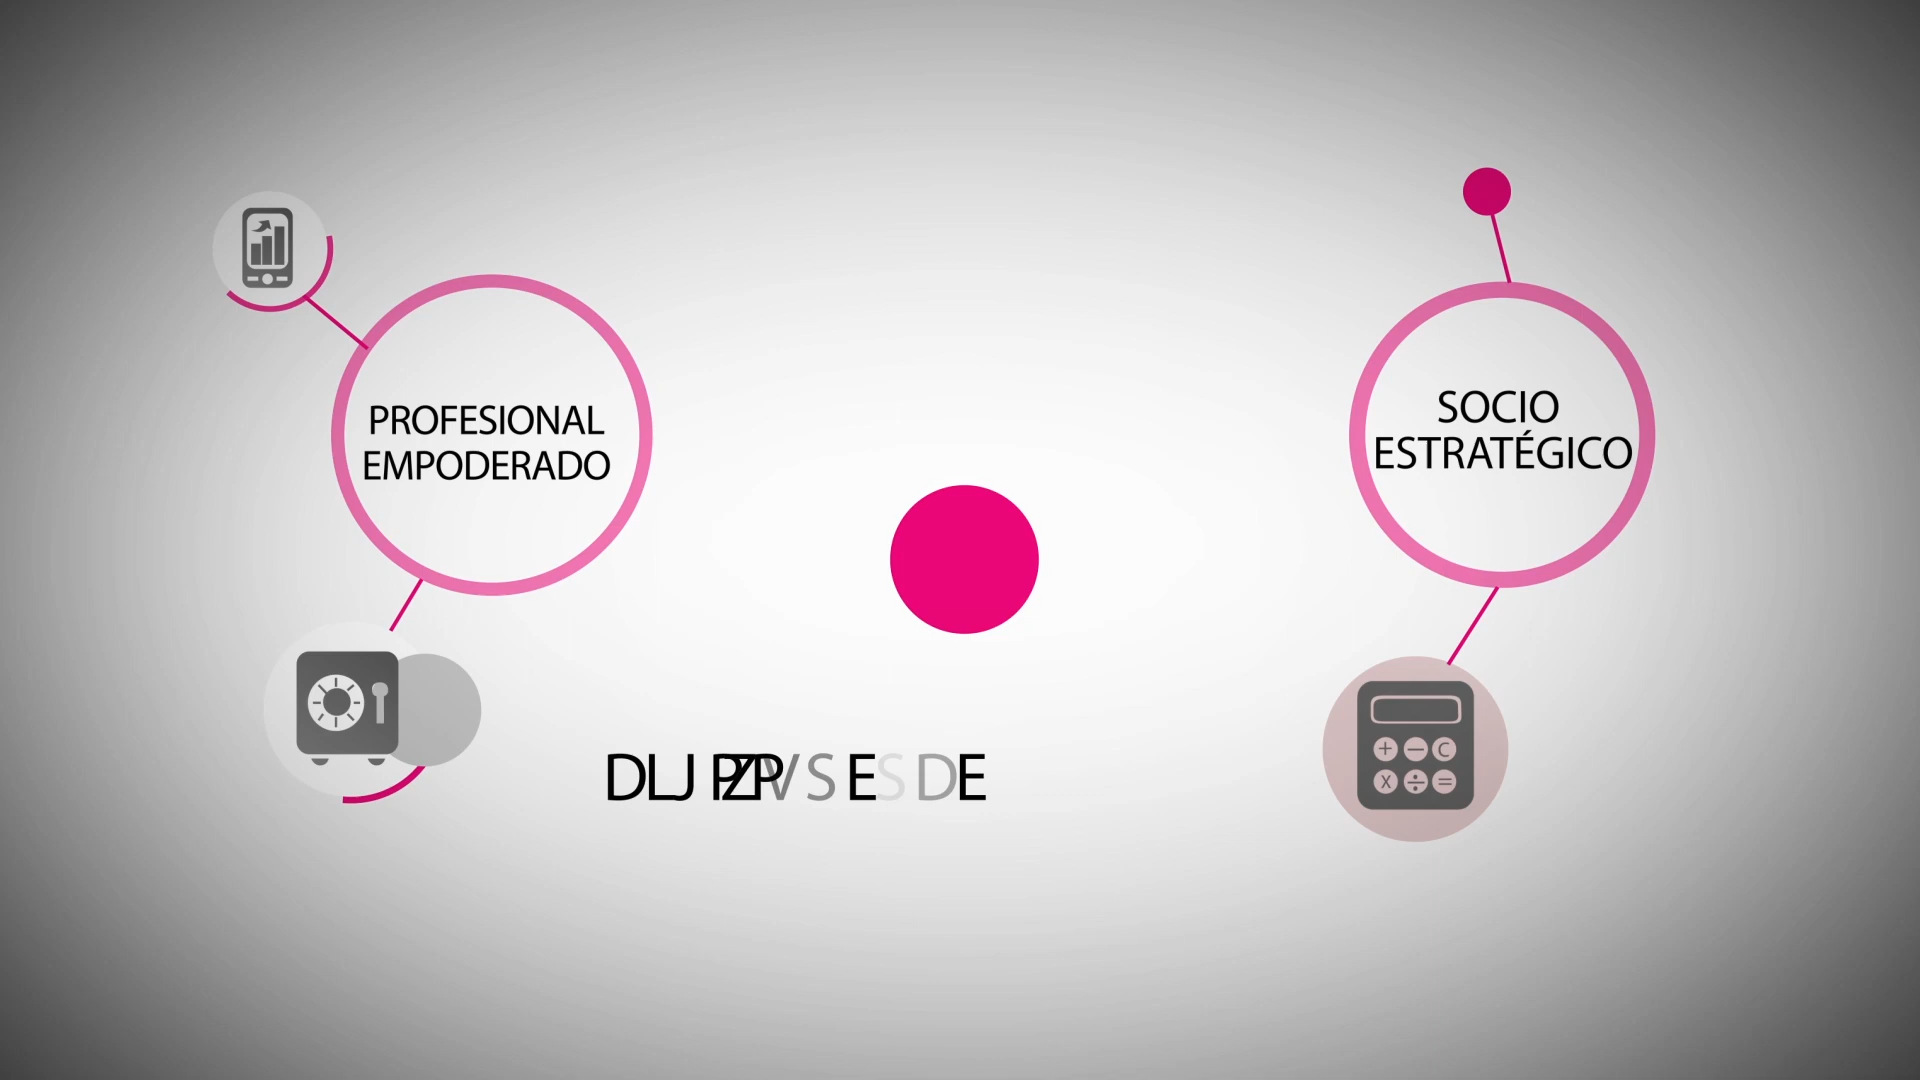 PROFESIONAL
EMPODERADO
SOCIO
ESTRATÉGICO
+ − C
X ÷ =